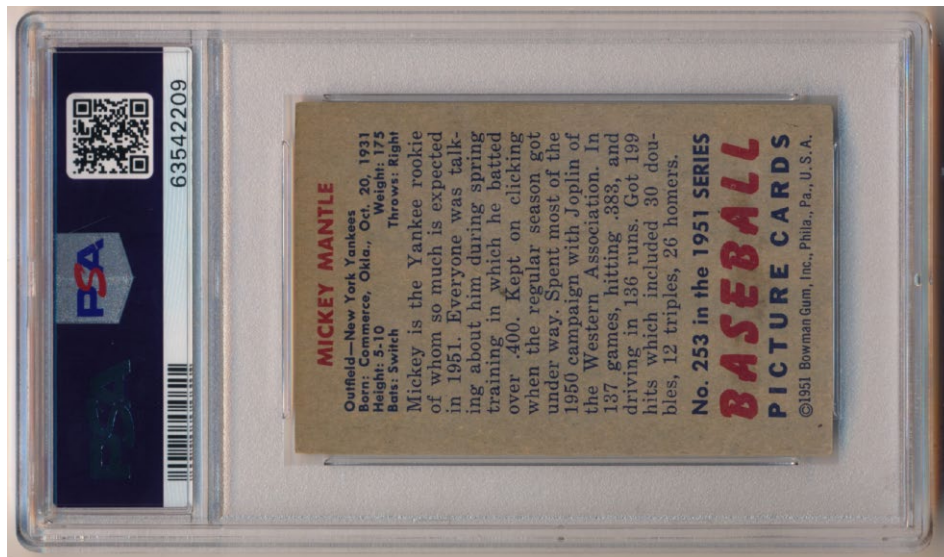 PSA
PSA
63542209
MICKEY MANTLE
Outfield—New York Yankees
Born: Commerce, Okla., Oct. 20, 1931
Height: 5-10 Weight: 175
Bats: Switch Throws: Right
Mickey is the Yankee rookie
of whom so much is expected
in 1951. Everyone was talk-
ing about him during spring
training in which he batted
over .400. Kept on clicking
when the regular season got
under way. Spent most of the
1950 campaign with Joplin of
the Western Association. In
137 games, hitting .383, and
driving in 136 runs. Got 199
hits which included 30 dou-
bles, 12 triples, 26 homers.
No. 253 in the 1951 SERIES
BASEBALL
PICTURE CARDS
©1951 Bowman Gum, Inc., Phila., Pa., U.S.A.